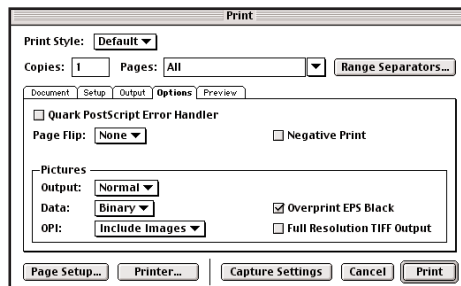 Print
Print Style: Default
Copies: 1 Pages: All Range Separators...
Document Setup Output Options Preview
Quark PostScript Error Handler
Page Flip: None Negative Print
Pictures
Output: Normal
Data: Binary Overprint EPS Black
OPI: Include Images Full Resolution TIFF Output
Page Setup... Printer... Capture Settings Cancel Print